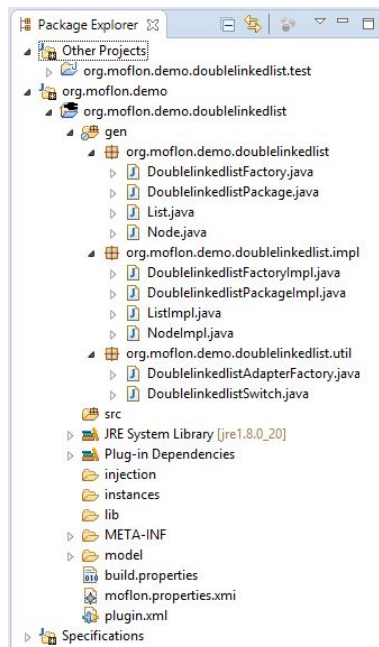 Package Explorer
Other Projects
org.moflon.demo.doublelinkedlist.test
org.moflon.demo
org.moflon.demo.doublelinkedlist
gen
org.moflon.demo.doublelinkedlist
DoublelinkedlistFactory.java
DoublelinkedlistPackage.java
List.java
Node.java
org.moflon.demo.doublelinkedlist.impl
DoublelinkedlistFactoryImpl.java
DoublelinkedlistPackageImpl.java
ListImpl.java
NodeImpl.java
org.moflon.demo.doublelinkedlist.util
DoublelinkedlistAdapterFactory.java
DoublelinkedlistSwitch.java
src
JRE System Library [jre1.8.0_20]
Plug-in Dependencies
injection
instances
lib
META-INF
model
build.properties
moflon.properties.xmi
plugin.xml
Specifications